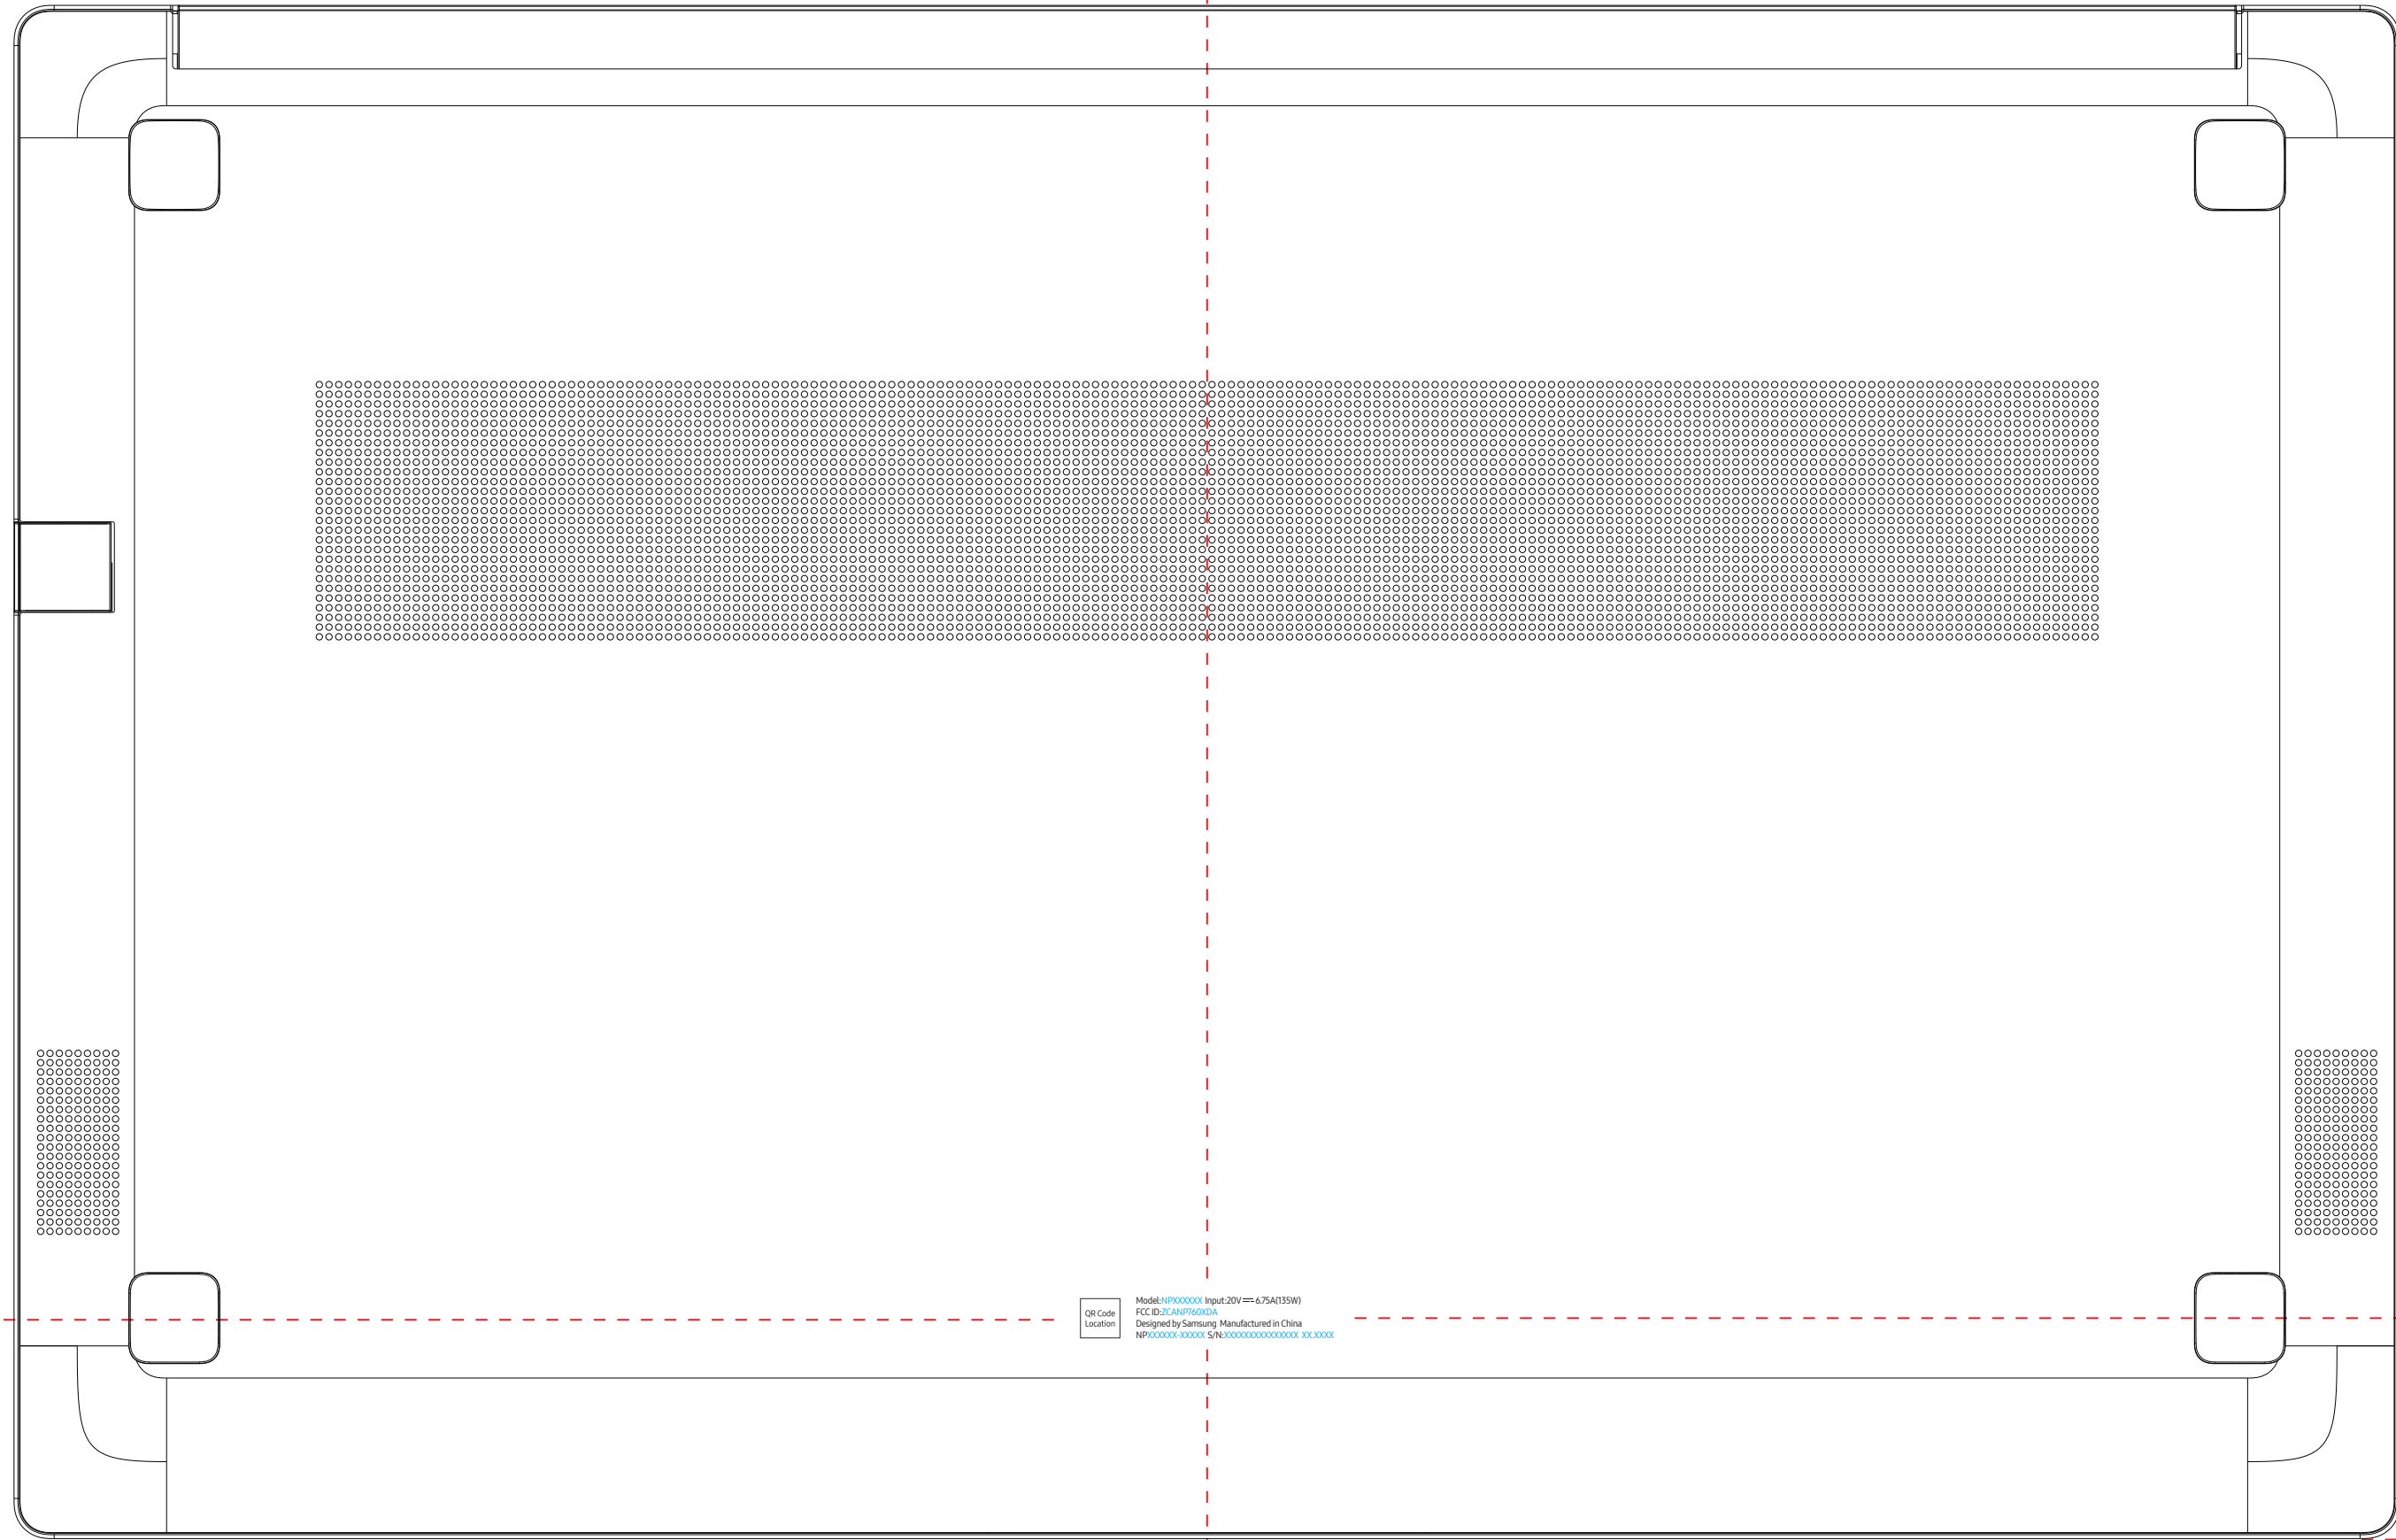 QR Code
Location
Model:NPXXXXXX Input:20V⎓6.75A(135W)
FCC ID:ZCANP760XDA
Designed by Samsung Manufactured in China
NPXXXXXX-XXXXX S/N:XXXXXXXXXXXXXXX XX.XXXX